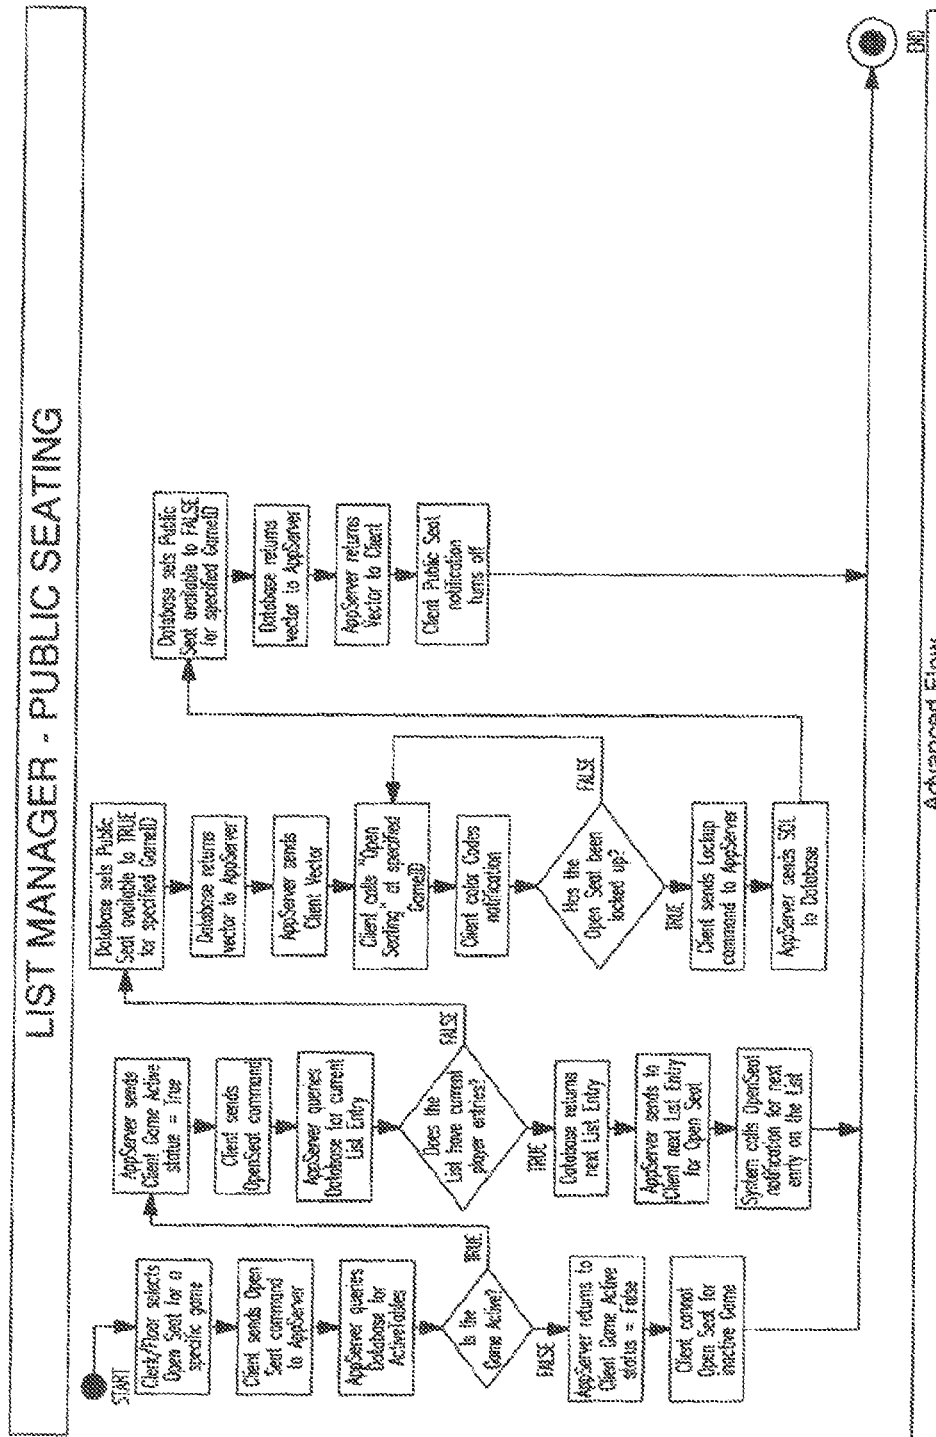 LIST MANAGER - PUBLIC SEATING
START
Clerk/Floor selects
Open Seat for a
specific game
Client sends Open
Seat command
to AppServer
AppServer queries
Database for
ActiveTables
Is the
Game Active?
TRUE
FALSE
AppServer returns to
Client Game Active
status = False
Client cannot
Open Seat for
inactive Game
AppServer sends
Client Game Active
status = True
Client sends
OpenSeat command
AppServer queries
Database for current
List Entry
Does the
List have current
player entries?
FALSE
TRUE
Database returns
next List Entry
AppServer sends to
Client next List Entry
for Open Seat
System calls OpenSeat
notification for next
entry on the List
Database sets Public
Seat available to TRUE
for specified GameID
Database returns
vector to AppServer
AppServer sends
Client Vector
Client calls "Open
Seating" at specified
GameID
Client color Codes
notification
Has the
Open Seat been
locked up?
FALSE
TRUE
Client sends Lockup
command to AppServer
AppServer sends SQL
to Database
Database sets Public
Seat available to FALSE
for specified GameID
Database returns
vector to AppServer
AppServer returns
Vector to Client
Client Public Seat
notification
turns off
END
Advanced Flow